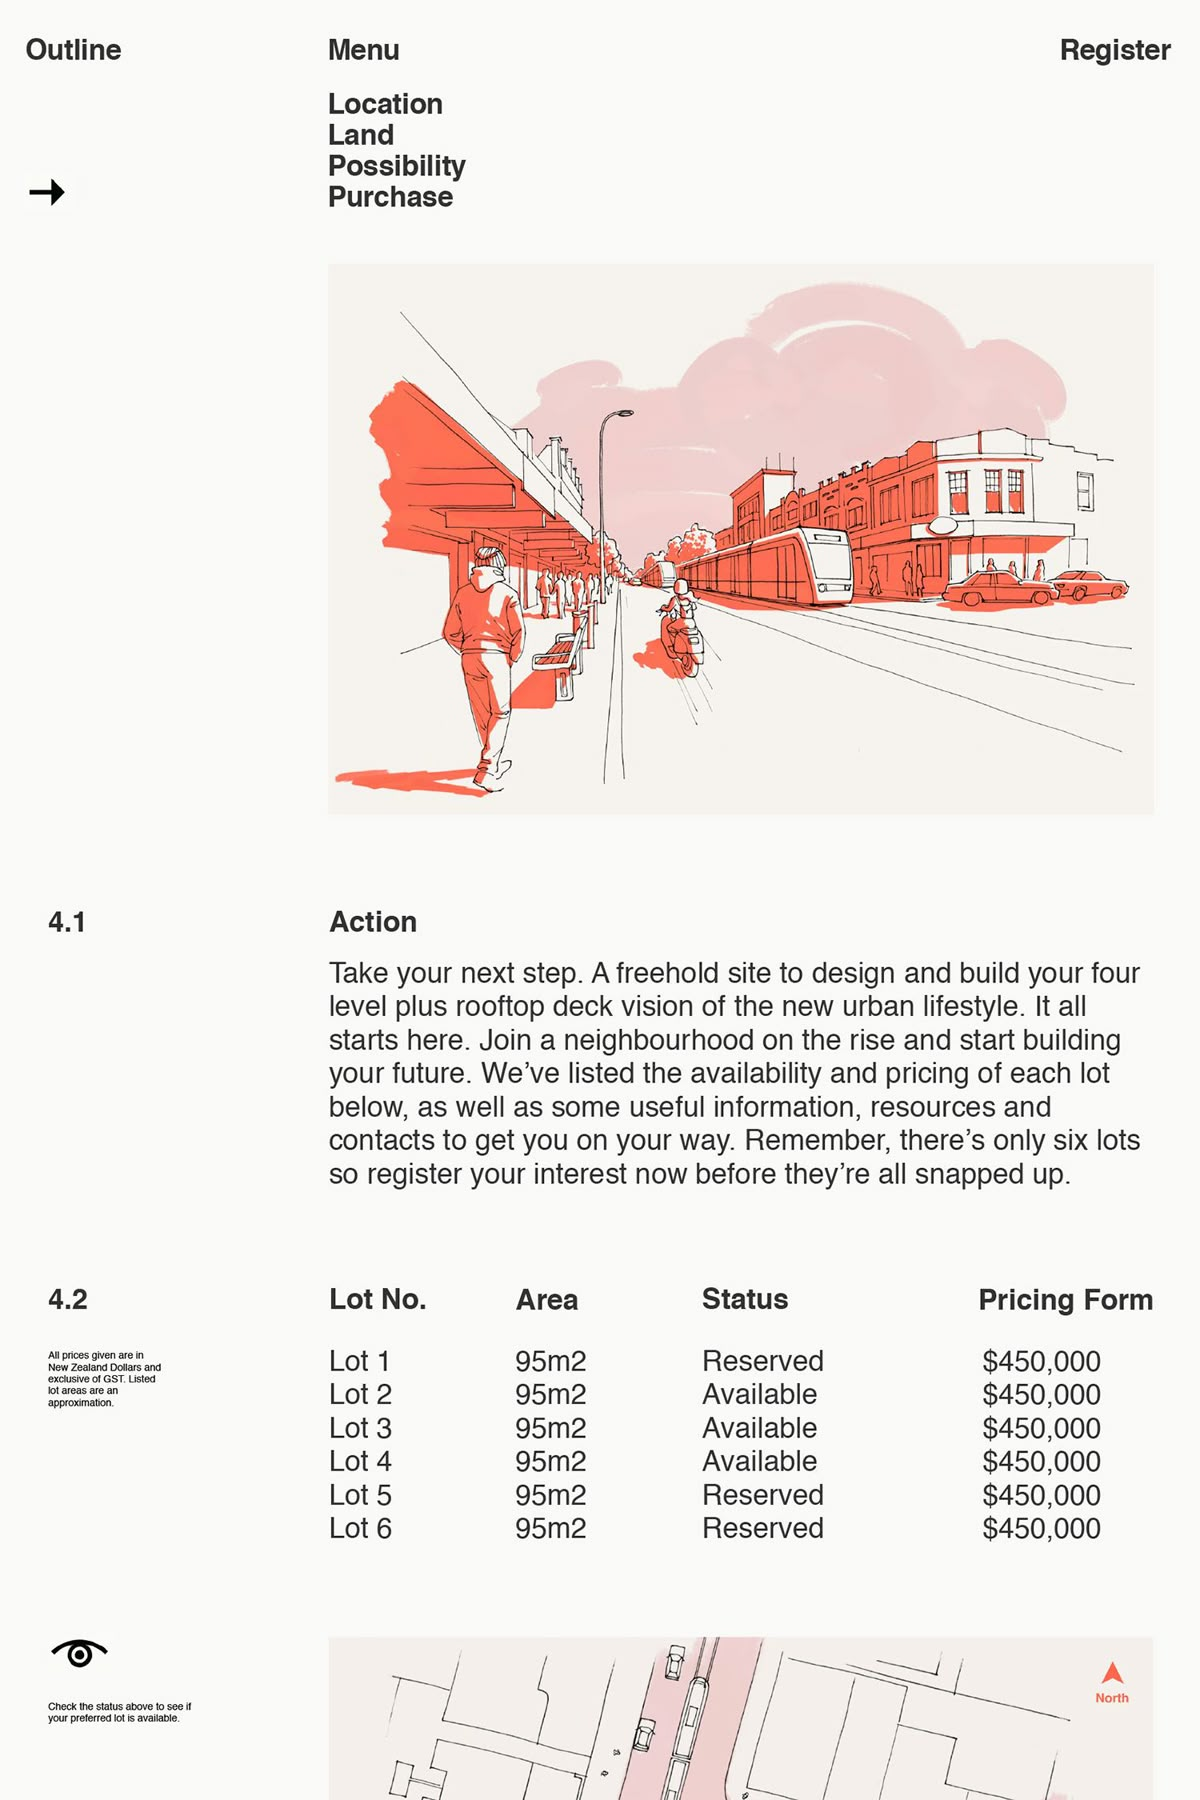 Outline
Menu
Register
Location
Land
Possibility
Purchase
4.1
Action
Take your next step. A freehold site to design and build your four
level plus rooftop deck vision of the new urban lifestyle. It all
starts here. Join a neighbourhood on the rise and start building
your future. We’ve listed the availability and pricing of each lot
below, as well as some useful information, resources and
contacts to get you on your way. Remember, there’s only six lots
so register your interest now before they’re all snapped up.
4.2
All prices given are in
New Zealand Dollars and
exclusive of GST. Listed
lot areas are an
approximation.
Lot No. Area Status Pricing Form
Lot 1 95m2 Reserved $450,000
Lot 2 95m2 Available $450,000
Lot 3 95m2 Available $450,000
Lot 4 95m2 Available $450,000
Lot 5 95m2 Reserved $450,000
Lot 6 95m2 Reserved $450,000
Check the status above to see if
your preferred lot is available.
North